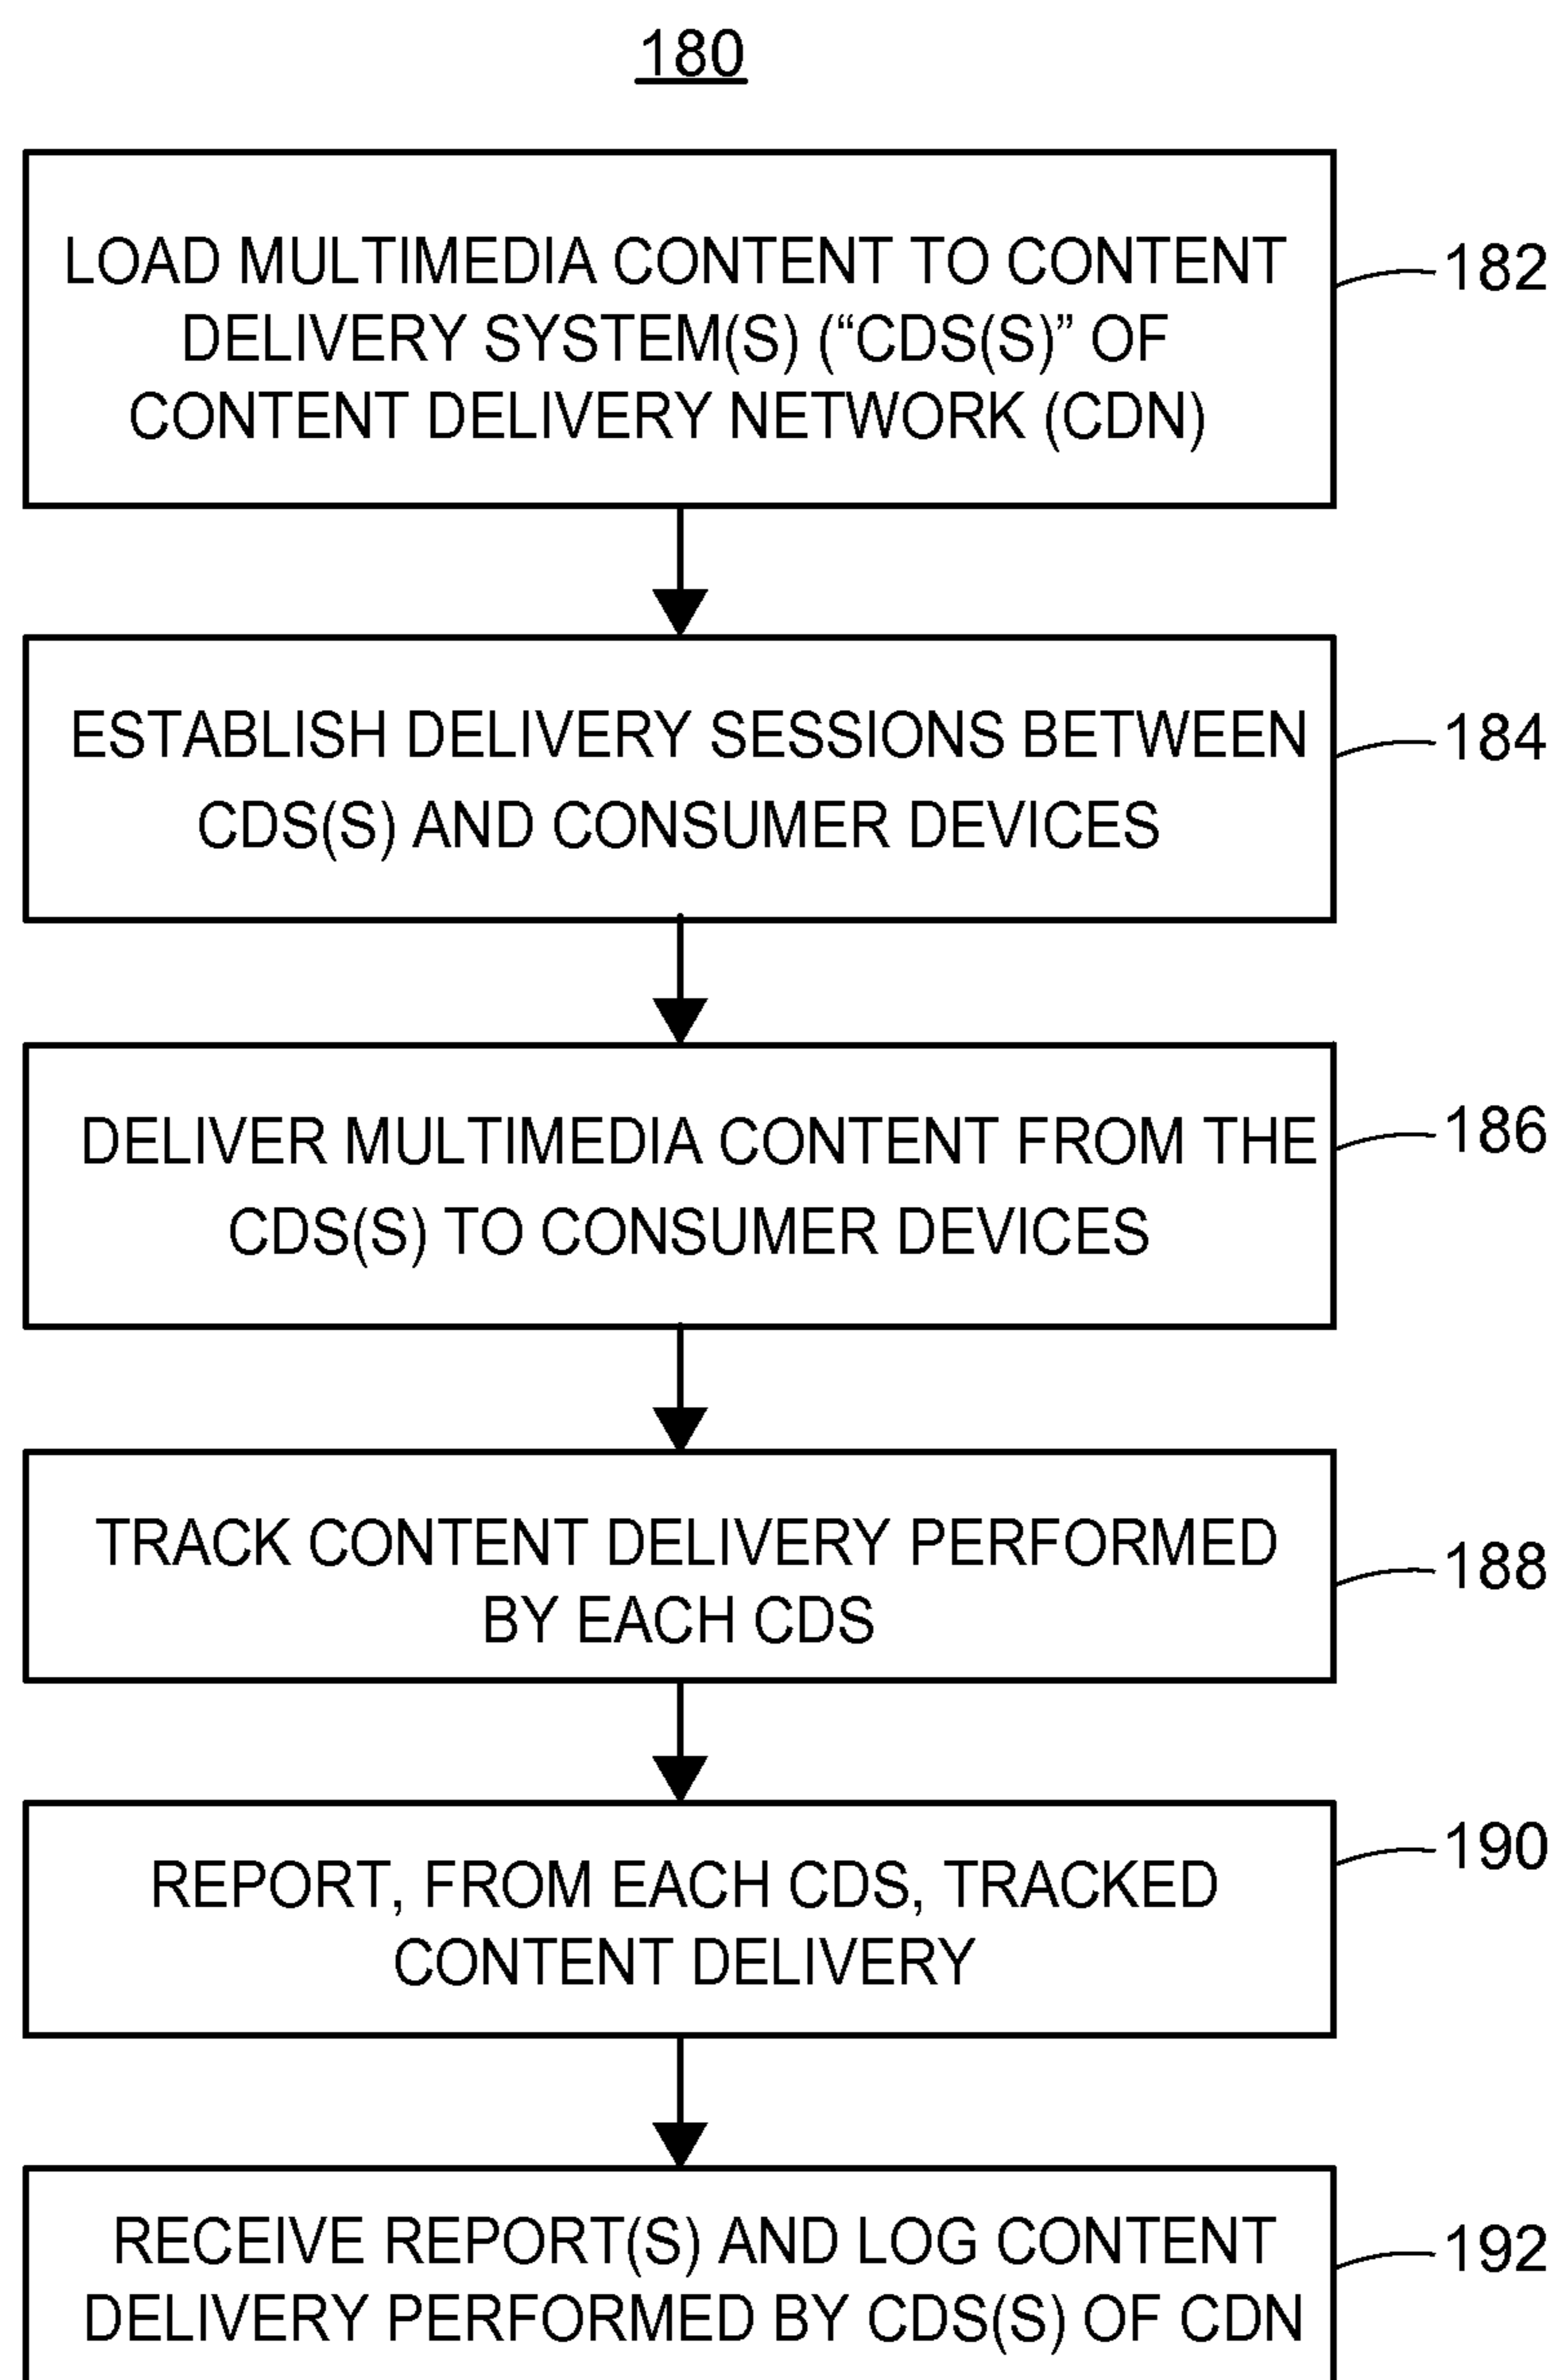 180
LOAD MULTIMEDIA CONTENT TO CONTENT
DELIVERY SYSTEM(S) (“CDS(S)” OF
CONTENT DELIVERY NETWORK (CDN)
182
ESTABLISH DELIVERY SESSIONS BETWEEN
CDS(S) AND CONSUMER DEVICES
184
DELIVER MULTIMEDIA CONTENT FROM THE
CDS(S) TO CONSUMER DEVICES
186
TRACK CONTENT DELIVERY PERFORMED
BY EACH CDS
188
REPORT, FROM EACH CDS, TRACKED
CONTENT DELIVERY
190
RECEIVE REPORT(S) AND LOG CONTENT
DELIVERY PERFORMED BY CDS(S) OF CDN
192